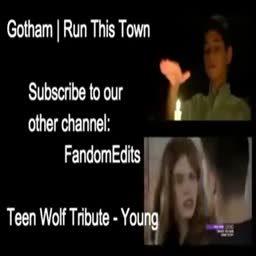 Gotham | Run This Town
Subscribe to our
other channel:
FandomEdits
Teen Wolf Tribute - Young